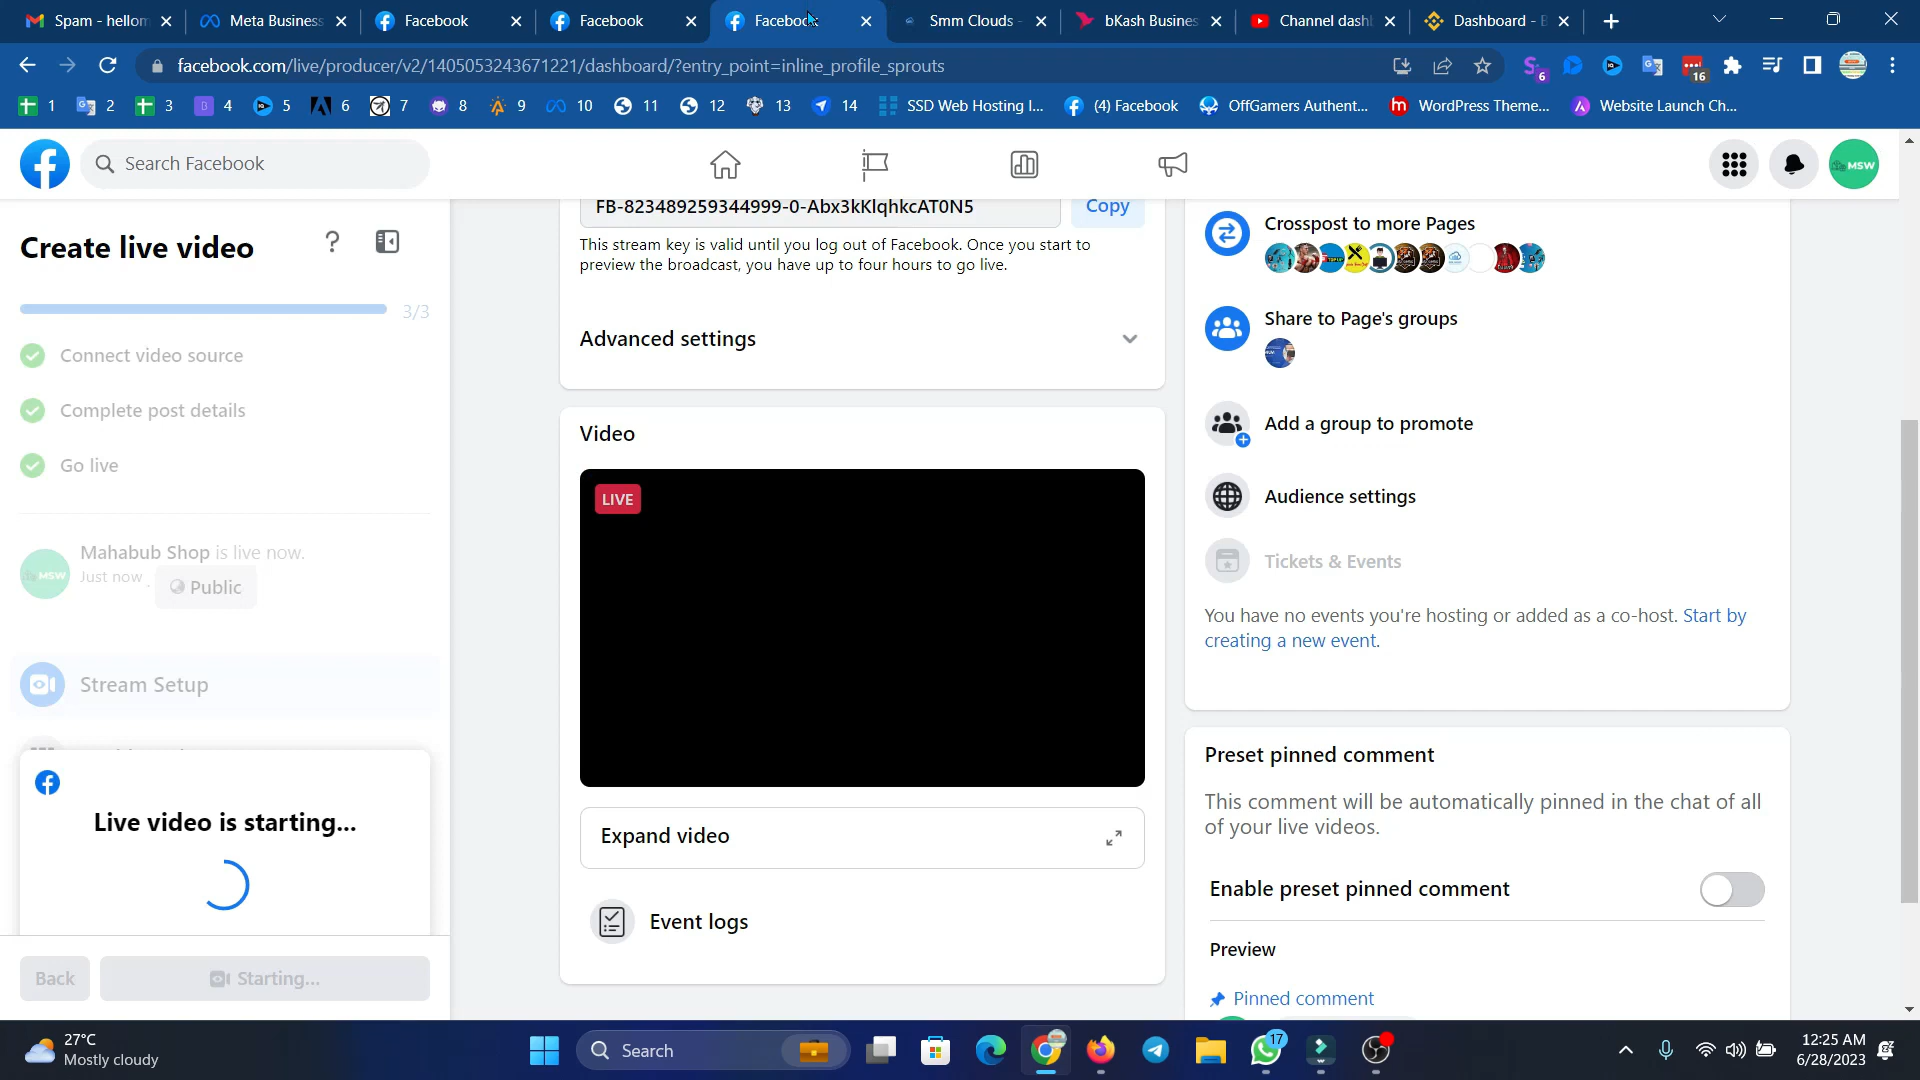 Spam - hellom
Meta Business
Facebook
Facebook
Facebook
Smm Clouds -
bKash Busines
Channel dash
Dashboard - B
facebook.com/live/producer/v2/1405053243671221/dashboard/?entry_point=inline_profile_sprouts
6
16
1
2
3
4
5
6
7
8
9
10
11
12
13
14
SSD Web Hosting I...
(4) Facebook
OffGamers Authent...
WordPress Theme...
Website Launch Ch...
Search Facebook
MSW
Create live video
?
3/3
Connect video source
Complete post details
Go live
Mahabub Shop is live now.
Just now
Public
MSW
Stream Setup
Live video is starting...
Back
Starting...
FB-823489259344999-0-Abx3kKlqhkcAT0N5
Copy
This stream key is valid until you log out of Facebook. Once you start to
preview the broadcast, you have up to four hours to go live.
Advanced settings
Video
LIVE
Expand video
Event logs
Crosspost to more Pages
Share to Page's groups
Add a group to promote
Audience settings
Tickets & Events
You have no events you're hosting or added as a co-host. Start by
creating a new event.
Preset pinned comment
This comment will be automatically pinned in the chat of all
of your live videos.
Enable preset pinned comment
Preview
Pinned comment
27°C
Mostly cloudy
Search
17
12:25 AM
6/28/2023